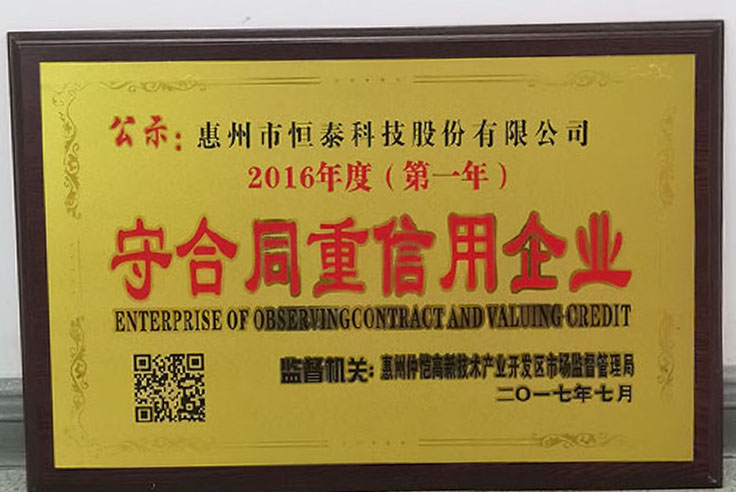 公示：惠州市恒泰科技股份有限公司
2016年度（第一年）
守合同重信用企业
ENTERPRISE OF OBSERVINGCONTRACT AND VALUING CREDIT
监督机关：惠州仲恺高新技术产业开发区市场监督管理局
二〇一七年七月